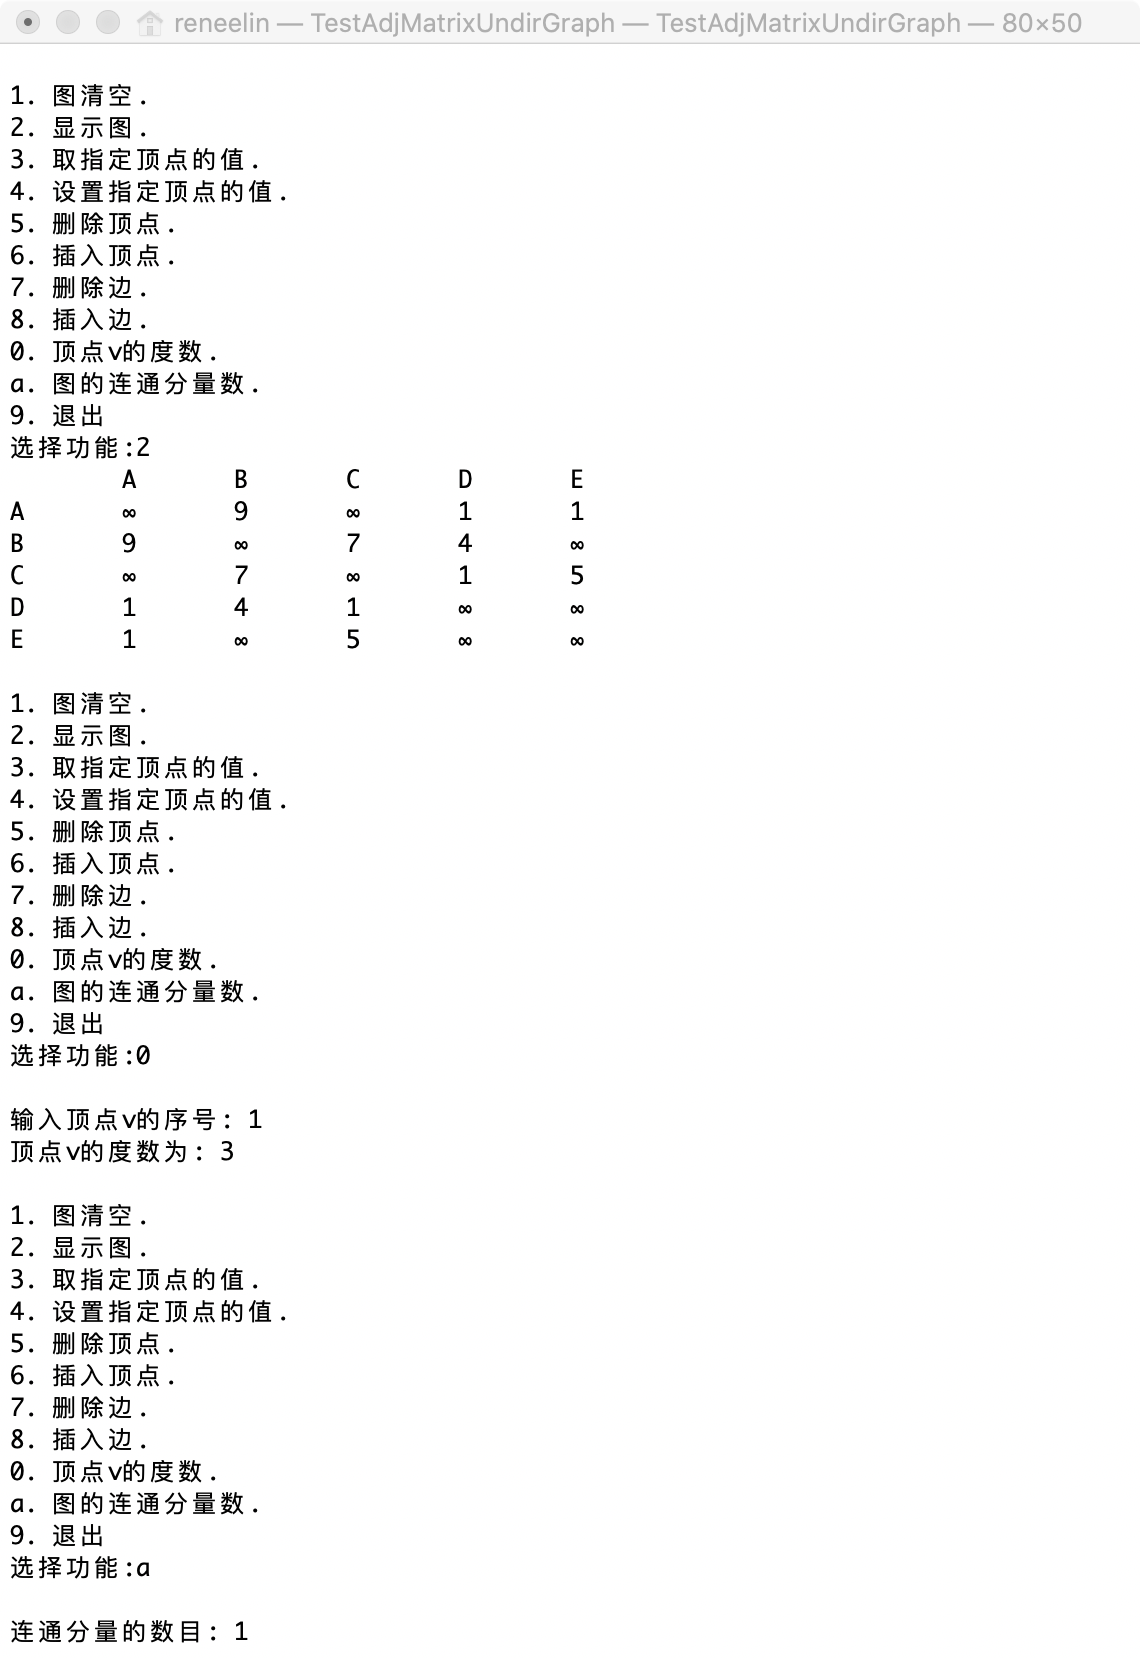 reneelin — TestAdjMatrixUndirGraph — TestAdjMatrixUndirGraph — 80×50
1. 图清空.
2. 显示图.
3. 取指定顶点的值.
4. 设置指定顶点的值.
5. 删除顶点.
6. 插入顶点.
7. 删除边.
8. 插入边.
0. 顶点v的度数.
a. 图的连通分量数.
9. 退出
选择功能:2
A B C D E
A ∞ 9 ∞ 1 1
B 9 ∞ 7 4 ∞
C ∞ 7 ∞ 1 5
D 1 4 1 ∞ ∞
E 1 ∞ 5 ∞ ∞
1. 图清空.
2. 显示图.
3. 取指定顶点的值.
4. 设置指定顶点的值.
5. 删除顶点.
6. 插入顶点.
7. 删除边.
8. 插入边.
0. 顶点v的度数.
a. 图的连通分量数.
9. 退出
选择功能:0
输入顶点v的序号: 1
顶点v的度数为: 3
1. 图清空.
2. 显示图.
3. 取指定顶点的值.
4. 设置指定顶点的值.
5. 删除顶点.
6. 插入顶点.
7. 删除边.
8. 插入边.
0. 顶点v的度数.
a. 图的连通分量数.
9. 退出
选择功能:a
连通分量的数目: 1